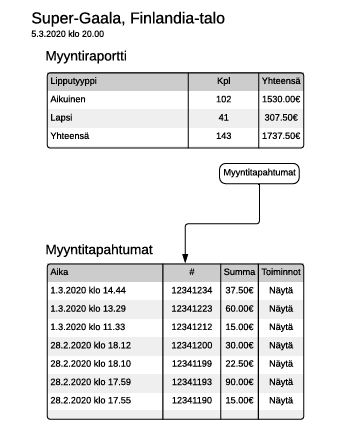 Super-Gaala, Finlandia-talo
5.3.2020 klo 20.00
Myyntiraportti
Lipputyyppi Kpl Yhteensä
Aikuinen 102 1530.00€
Lapsi 41 307.50€
Yhteensä 143 1737.50€
Myyntitapahtumat
Myyntitapahtumat
Aika # Summa Toiminnot
1.3.2020 klo 14.44 12341234 37.50€ Näytä
1.3.2020 klo 13.29 12341223 60.00€ Näytä
1.3.2020 klo 11.33 12341212 15.00€ Näytä
28.2.2020 klo 18.12 12341200 30.00€ Näytä
28.2.2020 klo 18.10 12341199 22.50€ Näytä
28.2.2020 klo 17.59 12341193 90.00€ Näytä
28.2.2020 klo 17.55 12341190 15.00€ Näytä